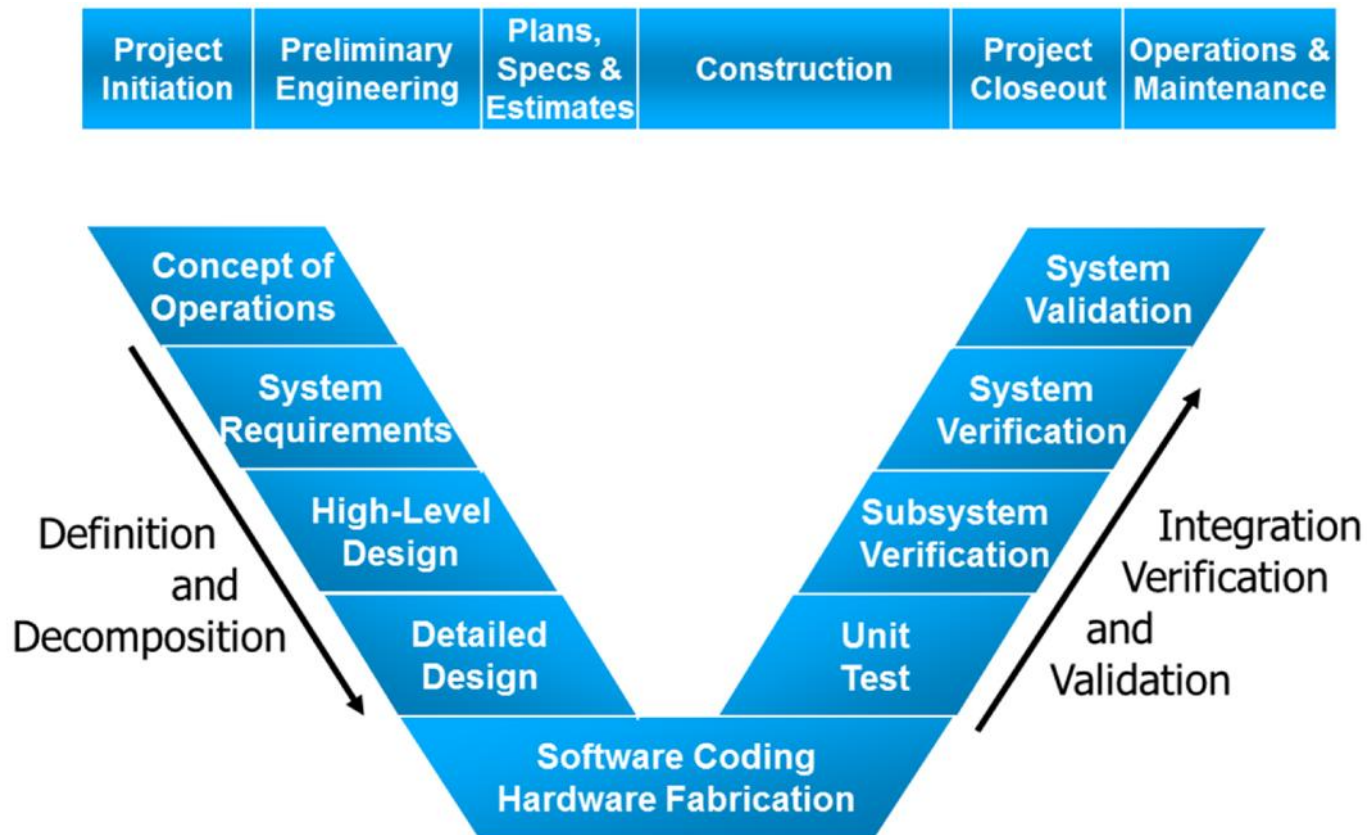 Project
Initiation
Preliminary
Engineering
Plans,
Specs &
Estimates
Construction
Project
Closeout
Operations &
Maintenance
Concept of
Operations
System
Requirements
High-Level
Design
Detailed
Design
Software Coding
Hardware Fabrication
Unit
Test
Subsystem
Verification
System
Verification
System
Validation
Definition
and
Decomposition
Integration
Verification
and
Validation